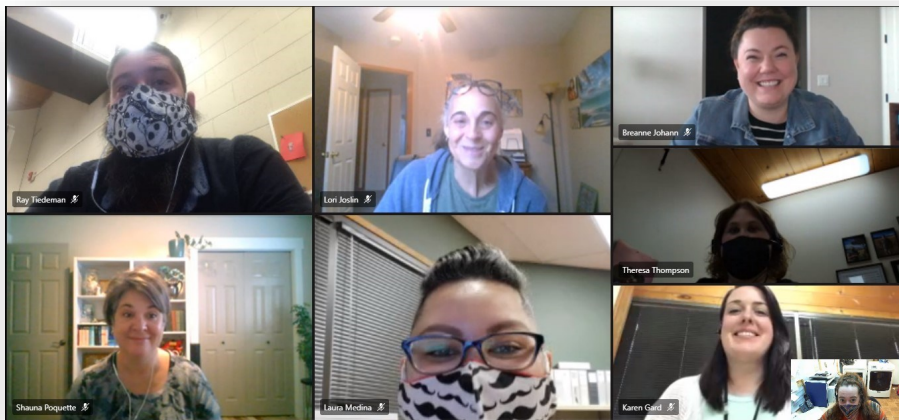 Ray Tiedeman
Lori Joslin
Breanne Johann
Theresa Thompson
Shauna Poquette
Laura Medina
Karen Gard